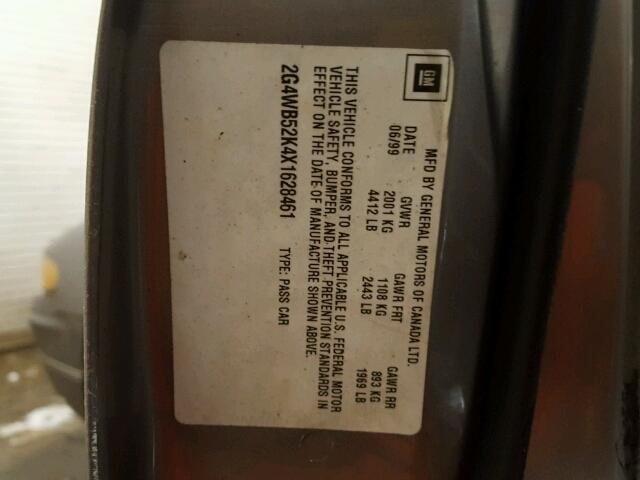 GM
MFD BY GENERAL MOTORS OF CANADA LTD.
DATE GVWR GAWR FRT GAWR RR
06/99 2001 KG 1108 KG 893 KG
4412 LB 2443 LB 1969 LB
THIS VEHICLE CONFORMS TO ALL APPLICABLE U.S. FEDERAL MOTOR
VEHICLE SAFETY, BUMPER, AND THEFT PREVENTION STANDARDS IN
EFFECT ON THE DATE OF MANUFACTURE SHOWN ABOVE.
2G4WB52K4X1628461 TYPE: PASS CAR